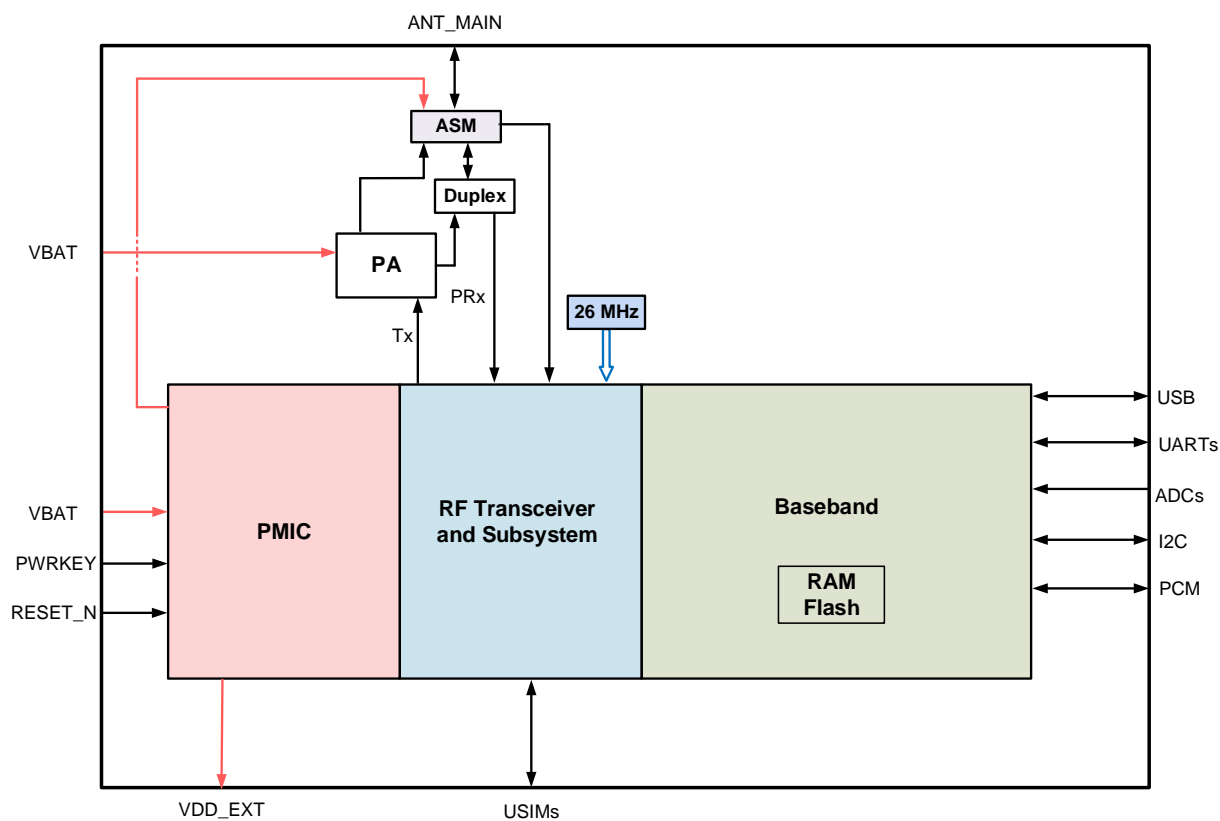 ANT_MAIN
ASM
Duplex
VBAT
PA
PRx
26 MHz
Tx
USB
UARTs
ADCs
I2C
PCM
VBAT
PWRKEY
RESET_N
PMIC
RF Transceiver
and Subsystem
Baseband
RAM
Flash
VDD_EXT
USIMs